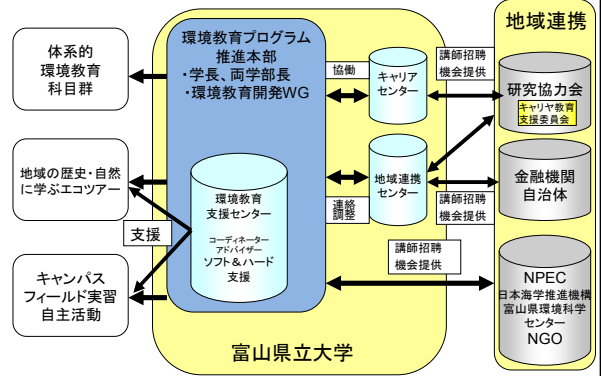 体系的
環境教育
科目群
地域の歴史・自然
に学ぶエコツアー
支援
キャンパス
フィールド実習
自主活動
環境教育プログラム
推進本部
・学長、両学部長
・環境教育開発WG
環境教育
支援センター
コーディネーター
アドバイザー
ソフト＆ハード
支援
協働
キャリア
センター
地域連携
センター
連絡
調整
富山県立大学
講師招聘
機会提供
講師招聘
機会提供
講師招聘
機会提供
地域連携
研究協力会
キャリヤ教育
支援委員会
金融機関
自治体
NPEC
日本海学推進機構
富山県環境科学
センター
NGO